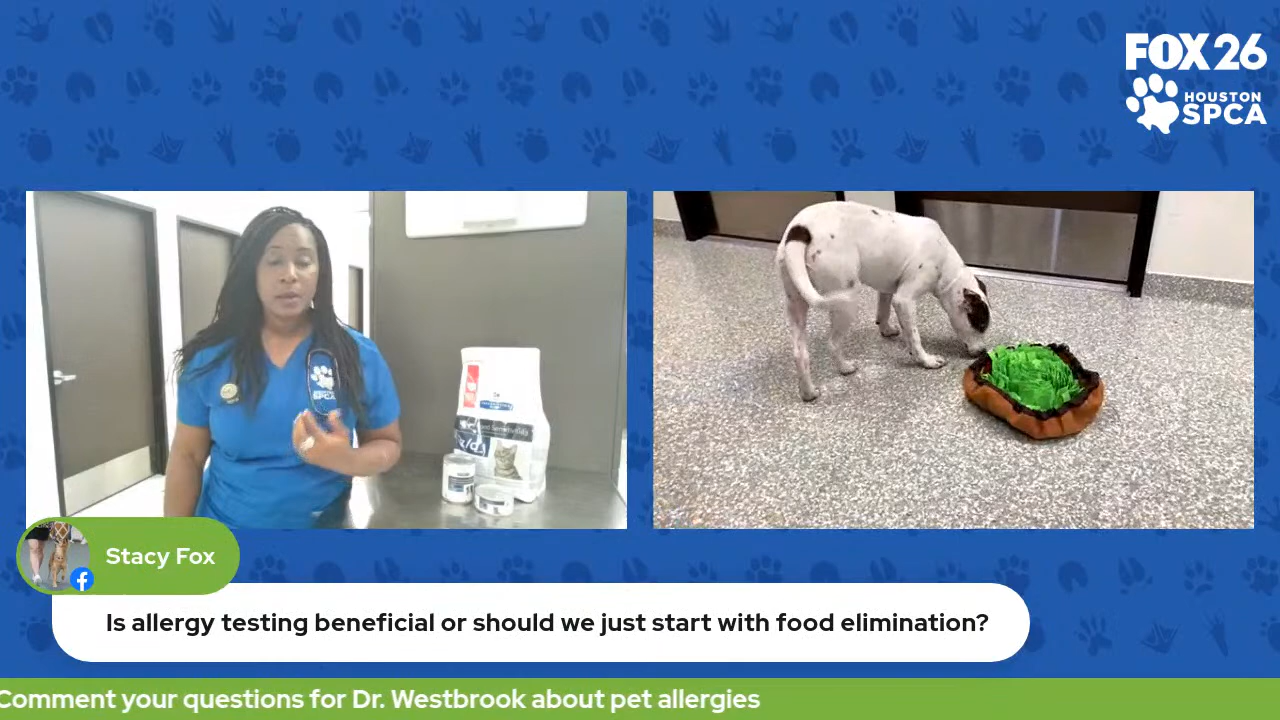 FOX 26
HOUSTON
SPCA
SPCA
z/d
Stacy Fox
Is allergy testing beneficial or should we just start with food elimination?
Comment your questions for Dr. Westbrook about pet allergies